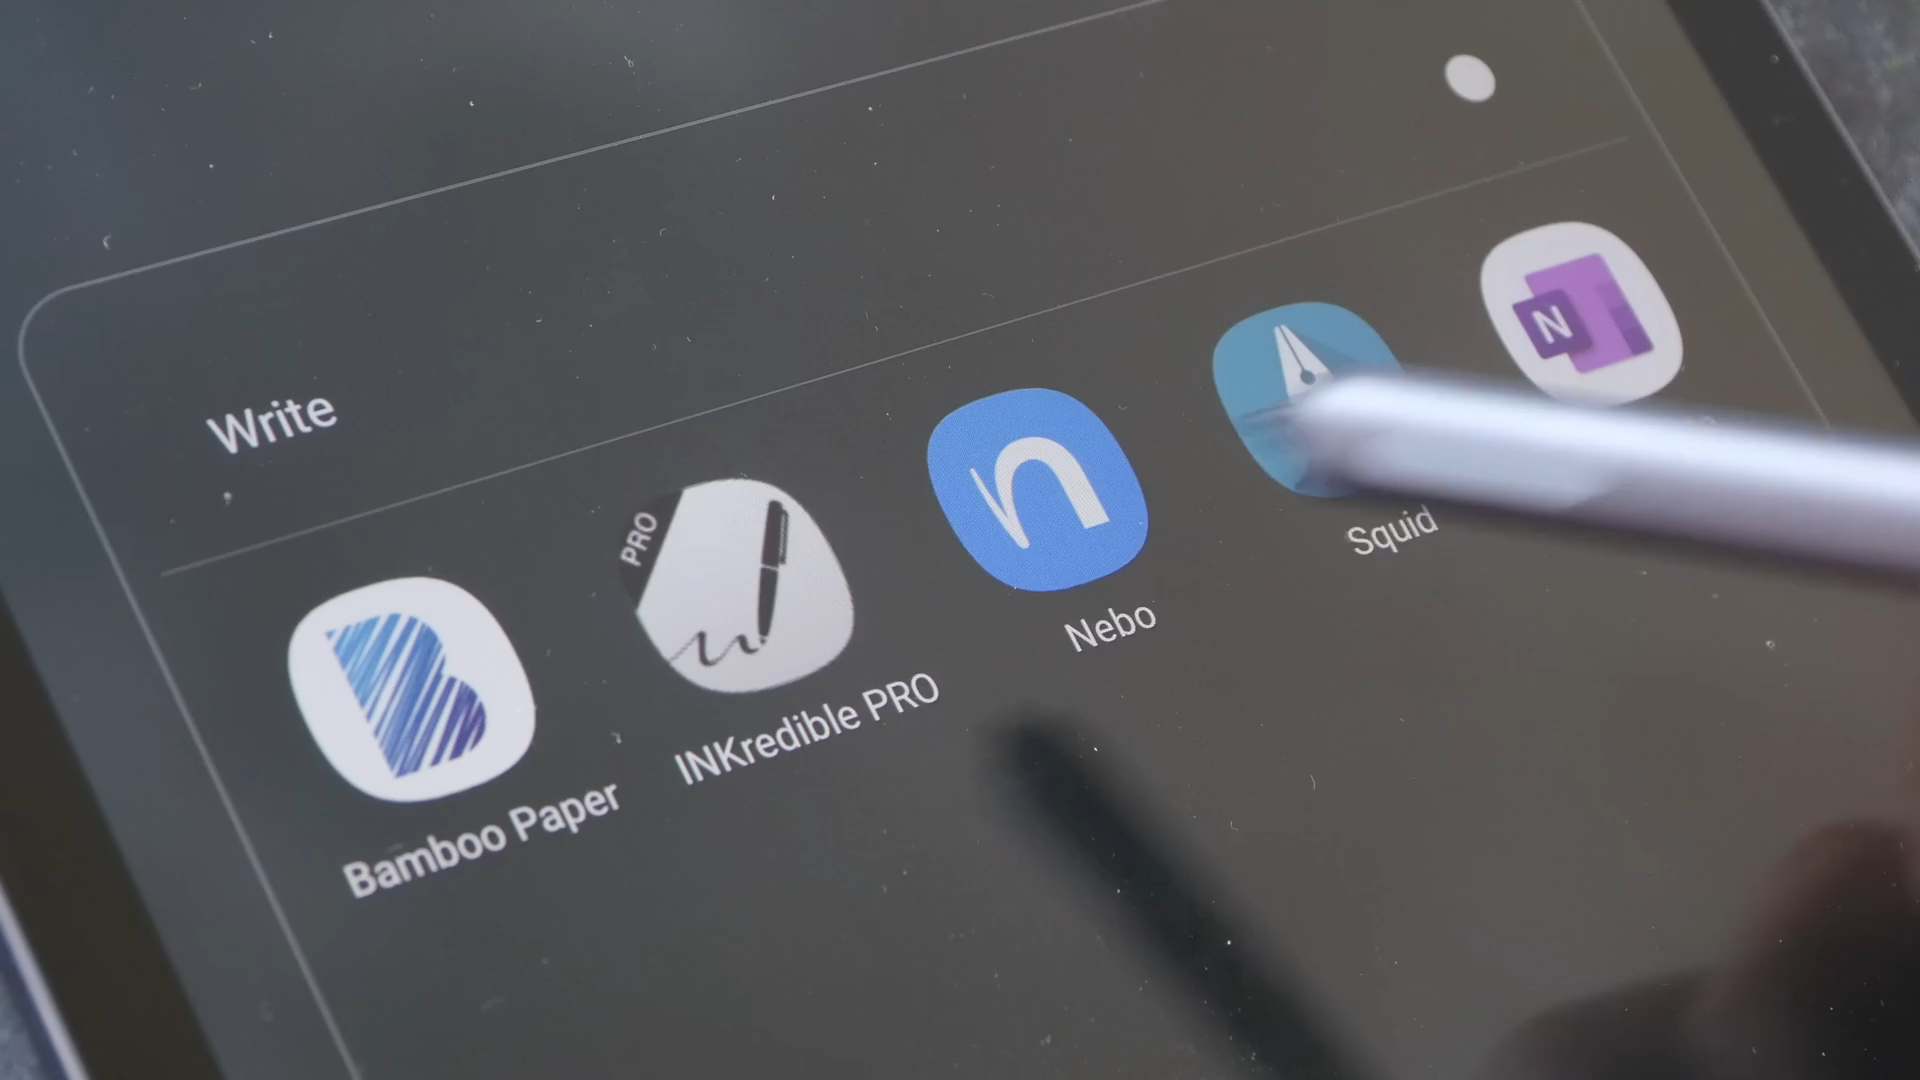 Write
PRO
N
Bamboo Paper
INKredible PRO
Nebo
Squid